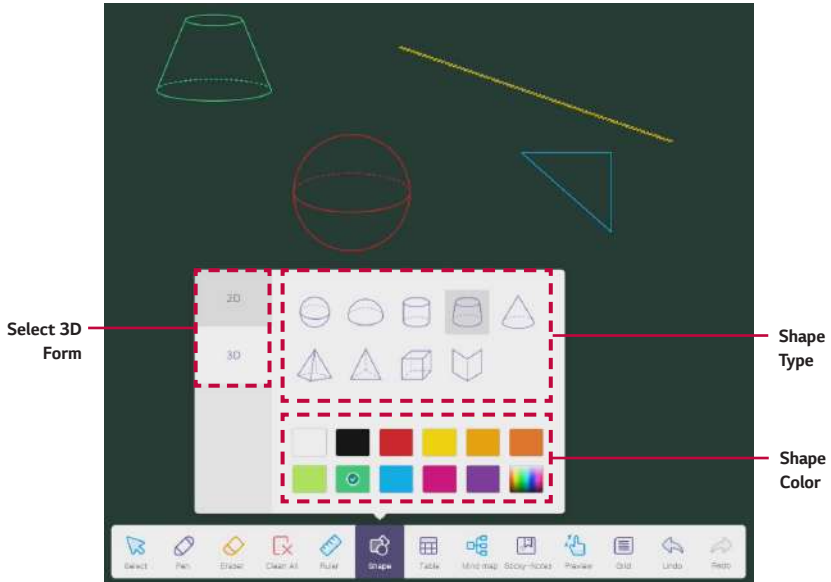 2D
Select 3D
Form
3D
Shape
Type
Shape
Color
Select
Pen
Eraser
Clean All
Ruler
Shape
Table
Mind map
Sticky-Notes
Preview
Grid
Undo
Redo